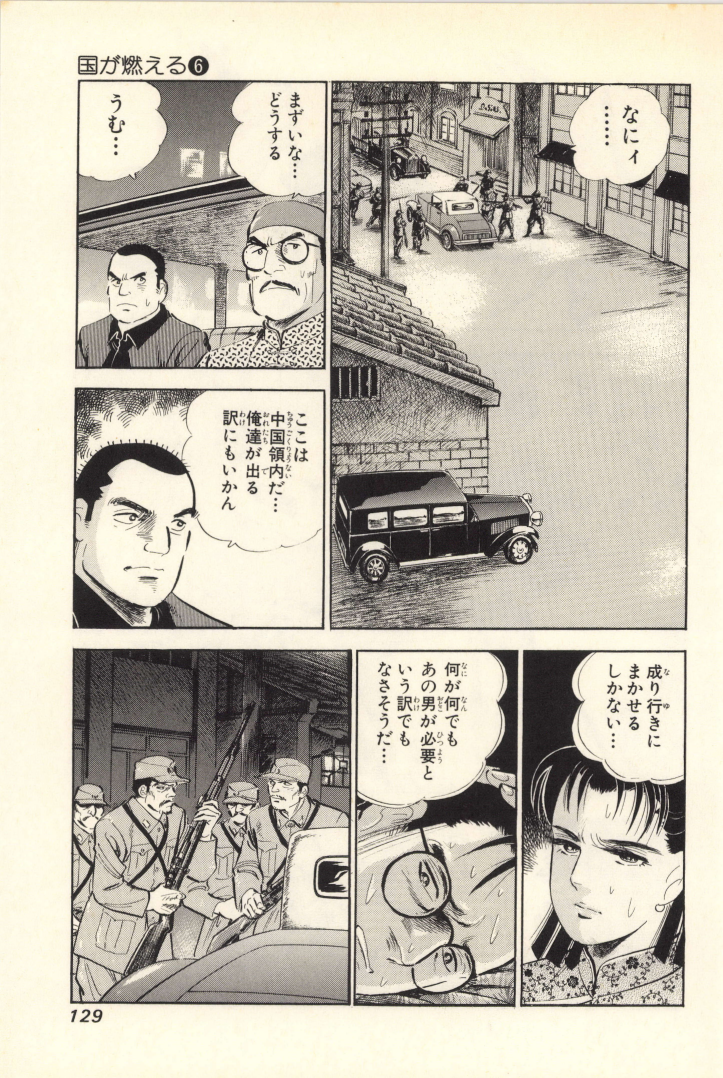 国が燃える❻
なにィ
……
まずいな…
どうする
うむ…
ここは
中国領内だ…
俺達が出る
訳にもいかん
成り行きに
まかせる
しかない…
何が何でも
あの男が必要と
いう訳でも
なさそうだ…
129